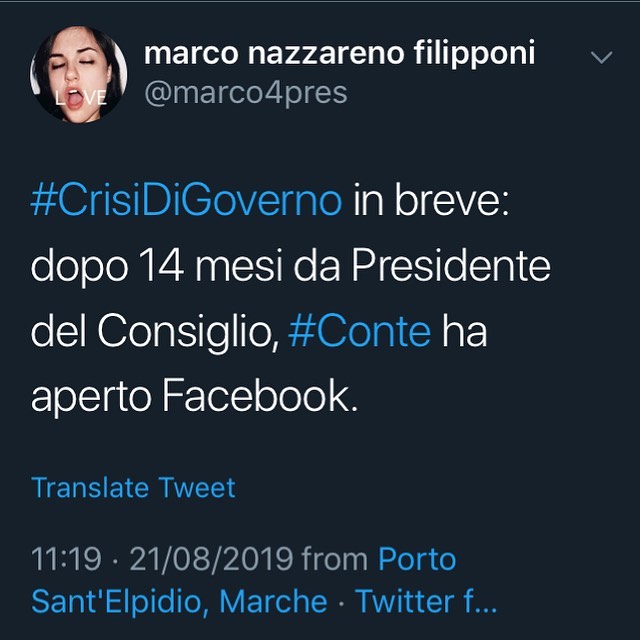 marco nazzareno filipponi
@marco4pres
LOVE
#CrisiDiGoverno in breve:
dopo 14 mesi da Presidente
del Consiglio, #Conte ha
aperto Facebook.
Translate Tweet
11:19 · 21/08/2019 from Porto
Sant'Elpidio, Marche · Twitter f...